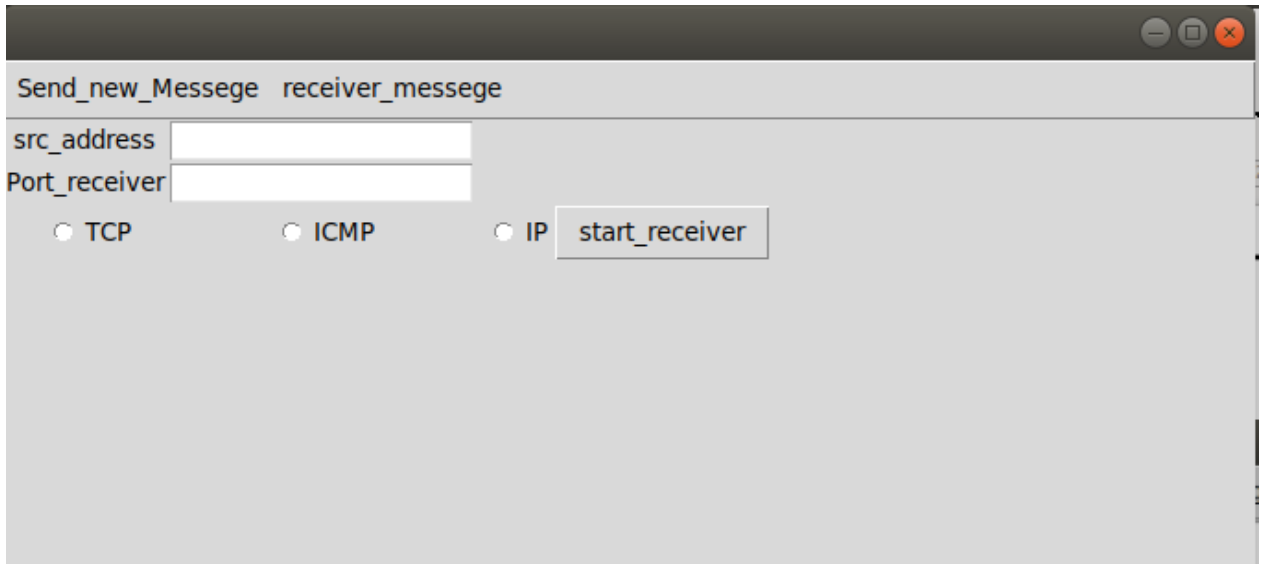 Send_new_Messege receiver_messege
src_address
Port_receiver
TCP ICMP IP start_receiver